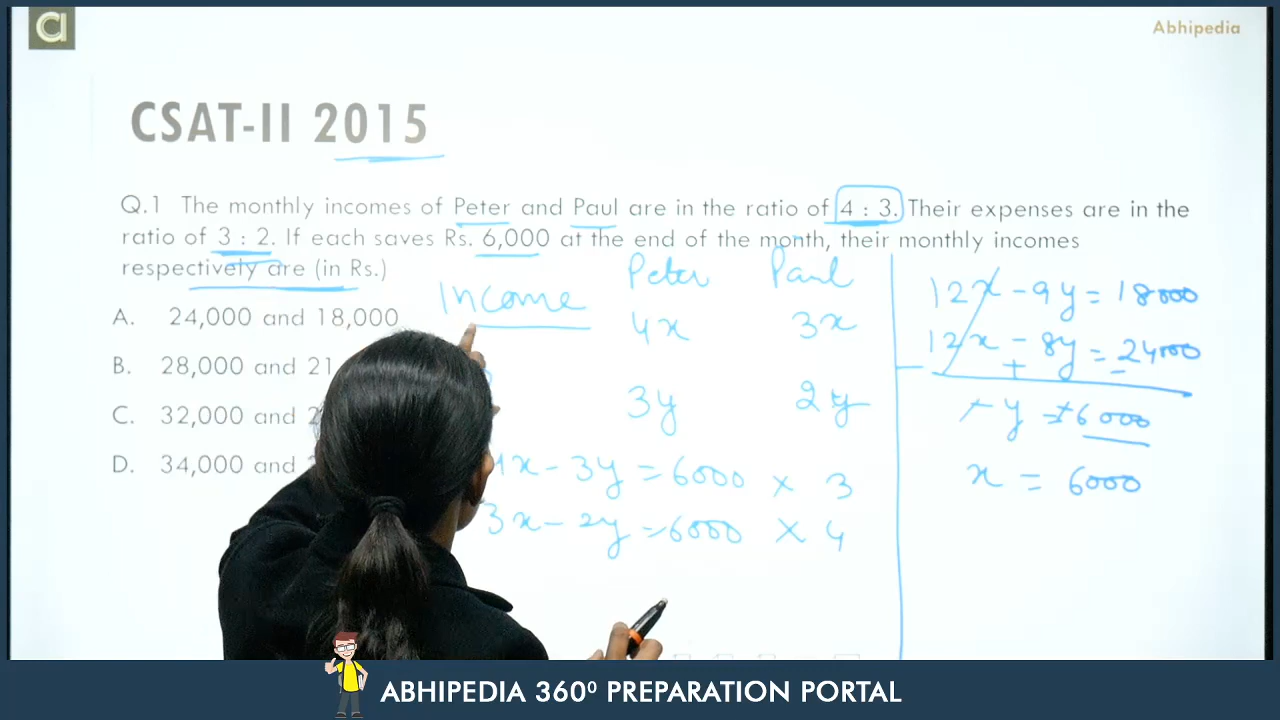 a
Abhipedia
CSAT-II 2015
Q.1 The monthly incomes of Peter and Paul are in the ratio of 4 : 3. Their expenses are in the
ratio of 3 : 2. If each saves Rs. 6,000 at the end of the month, their monthly incomes
respectively are (in Rs.)
A. 24,000 and 18,000
B. 28,000 and 21
C. 32,000 and 2
D. 34,000 and
Peter Paul
Income 4x 3x
3y 2y
4x - 3y = 6000 × 3
3x - 2y = 6000 × 4
12x - 9y = 18000
12x - 8y = 24000
- +
- y = -6000
x = 6000
ABHIPEDIA 360⁰ PREPARATION PORTAL